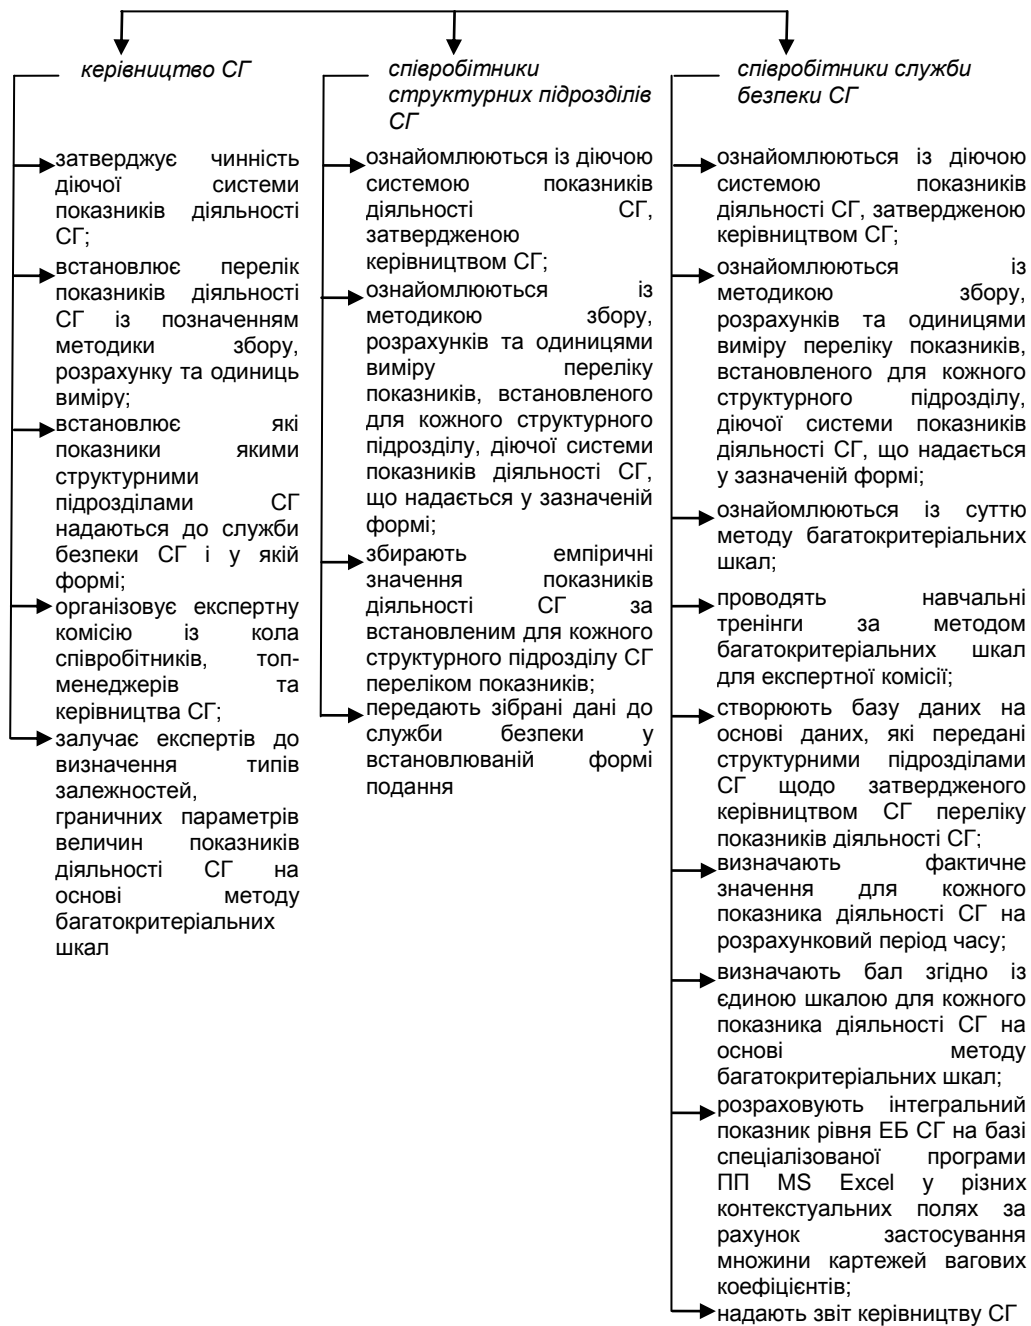 керівництво СГ
затверджує чинність
діючої системи
показників діяльності
СГ;
встановлює перелік
показників діяльності
СГ із позначенням
методики збору,
розрахунку та одиниць
виміру;
встановлює які
показники якими
структурними
підрозділами СГ
надаються до служби
безпеки СГ і у якій
формі;
організовує експертну
комісію із кола
співробітників, топ-
менеджерів та
керівництва СГ;
залучає експертів до
визначення типів
залежностей,
граничних параметрів
величин показників
діяльності СГ на
основі методу
багатокритеріальних
шкал
співробітники
структурних підрозділів
СГ
ознайомлюються із діючою
системою показників
діяльності СГ,
затвердженою
керівництвом СГ;
ознайомлюються із
методикою збору,
розрахунків та одиницями
виміру переліку
показників, встановленого
для кожного структурного
підрозділу, діючої системи
показників діяльності СГ,
що надається у зазначеній
формі;
збирають емпіричні
значення показників
діяльності СГ за
встановленим для кожного
структурного підрозділу СГ
переліком показників;
передають зібрані дані до
служби безпеки у
встановлюваній формі
подання
співробітники служби
безпеки СГ
ознайомлюються із діючою
системою показників
діяльності СГ, затвердженою
керівництвом СГ;
ознайомлюються із
методикою збору,
розрахунків та одиницями
виміру переліку показників,
встановленого для кожного
структурного підрозділу,
діючої системи показників
діяльності СГ, що надається
у зазначеній формі;
ознайомлюються із суттю
методу багатокритеріальних
шкал;
проводять навчальні
тренінги за методом
багатокритеріальних шкал
для експертної комісії;
створюють базу даних на
основі даних, які передані
структурними підрозділами
СГ щодо затвердженого
керівництвом СГ переліку
показників діяльності СГ;
визначають фактичне
значення для кожного
показника діяльності СГ на
розрахунковий період часу;
визначають бал згідно із
єдиною шкалою для кожного
показника діяльності СГ на
основі методу
багатокритеріальних шкал;
розраховують інтегральний
показник рівня ЕБ СГ на базі
спеціалізованої програми
ПП MS Excel у різних
контекстуальних полях за
рахунок застосування
множини картежей вагових
коефіцієнтів;
надають звіт керівництву СГ